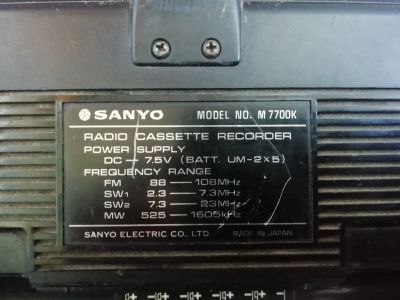 SANYO MODEL NO. M 7700K
RADIO CASSETTE RECORDER
POWER SUPPLY
DC — 7.5V (BATT. UM-2×5)
FREQUENCY RANGE
FM 88 — 108MHz
SW1 2.3 — 7.3MHz
SW2 7.3 — 23MHz
MW 525 — 1605kHz
SANYO ELECTRIC CO., LTD. MADE IN JAPAN